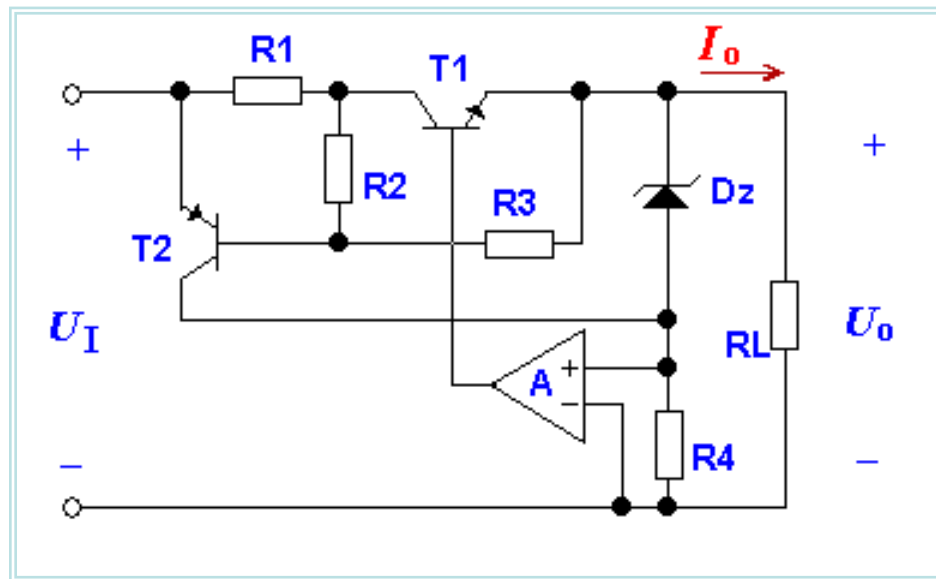 Io
R1
T1
+
+
R2
R3
Dz
T2
UI
+
A
−
RL
Uo
R4
−
−